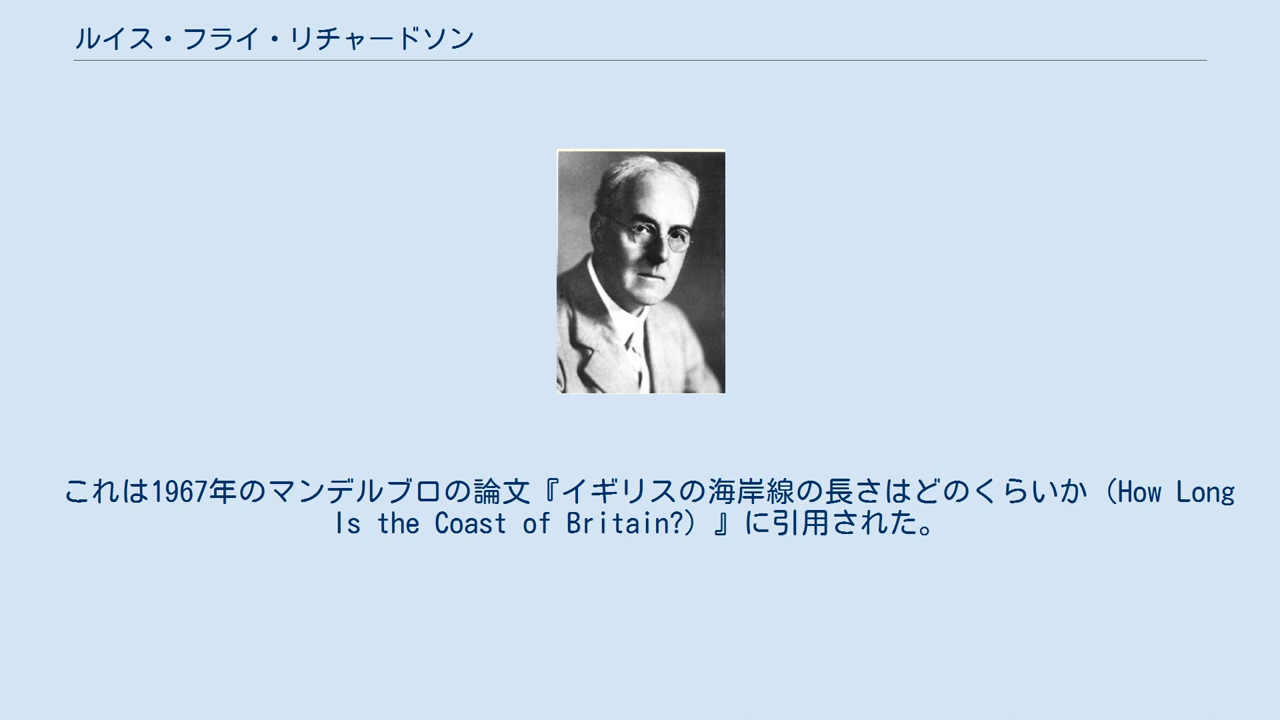 ルイス・フライ・リチャードソン
これは1967年のマンデルブロの論文『イギリスの海岸線の長さはどのくらいか（How Long
Is the Coast of Britain?）』に引用された。